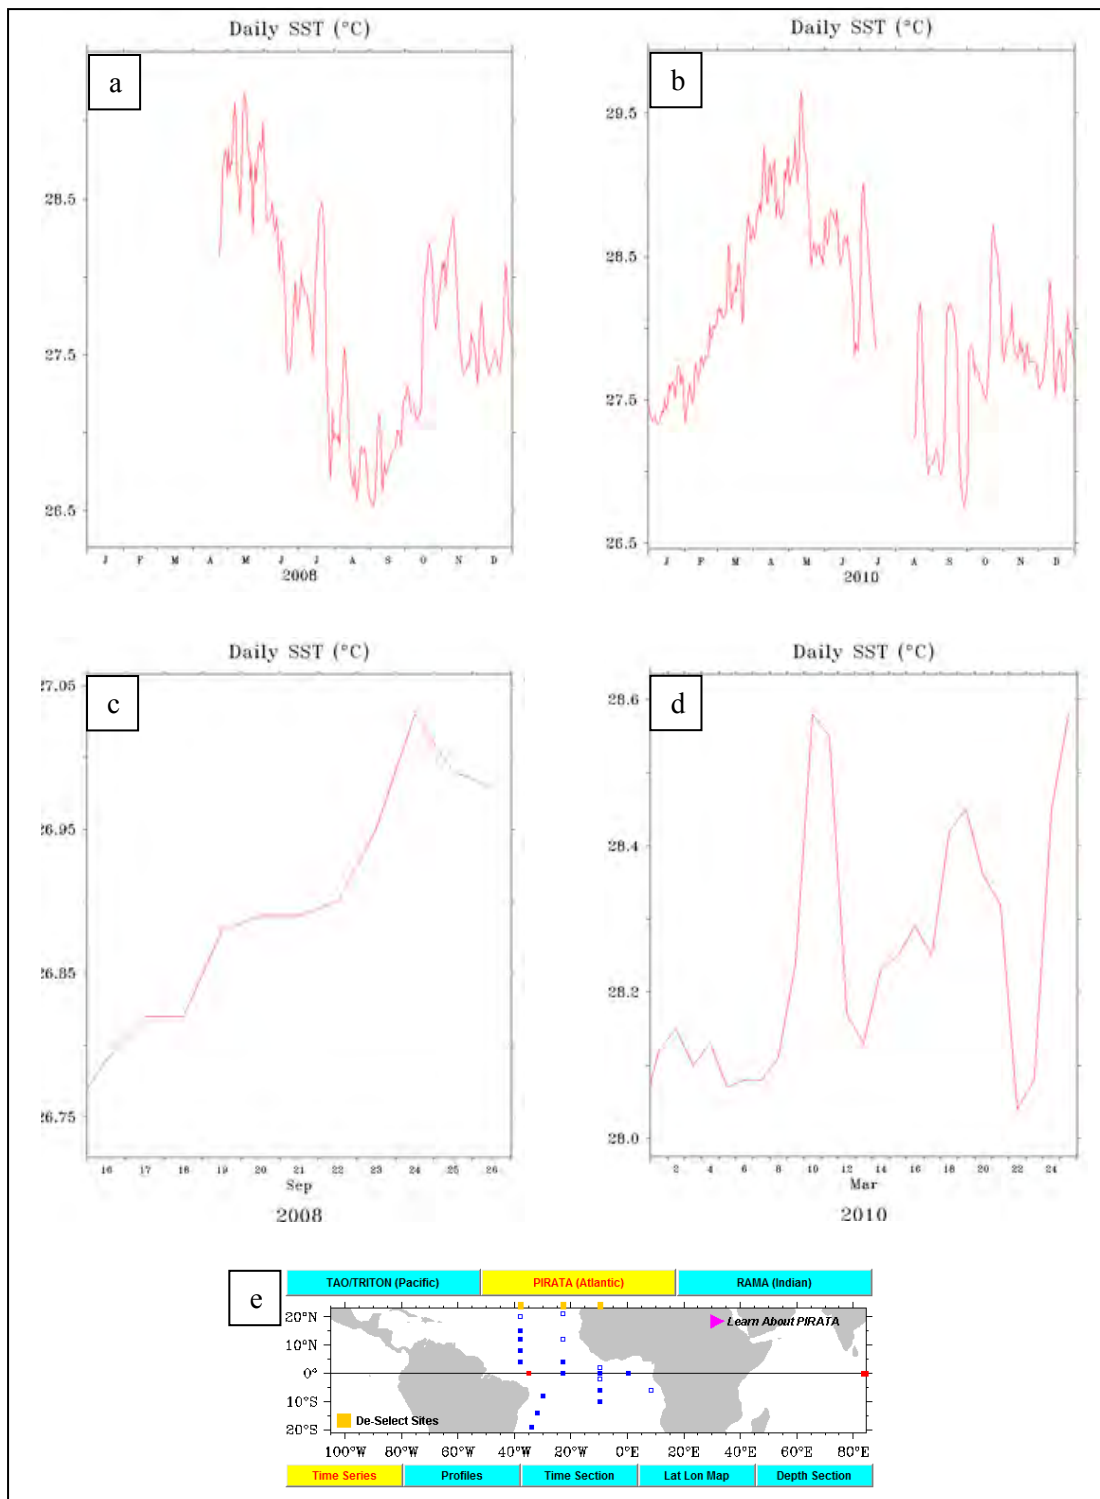 Daily SST (°C)
a
28.5
27.5
26.5
J F M A M J J A S O N D
2008
Daily SST (°C)
b
29.5
28.5
27.5
26.5
J F M A M J J A S O N D
2010
Daily SST (°C)
c
27.05
26.95
26.85
26.75
16 17 18 19 20 21 22 23 24 25 26
Sep
2008
Daily SST (°C)
d
28.6
28.4
28.2
28.0
2 4 6 8 10 12 14 16 18 20 22 24
Mar
2010
e
TAO/TRITON (Pacific) PIRATA (Atlantic) RAMA (Indian)
20°N
10°N
0°
10°S
20°S
Learn About PIRATA
De-Select Sites
100°W 80°W 60°W 40°W 20°W 0°E 20°E 40°E 60°E 80°E
Time Series Profiles Time Section Lat Lon Map Depth Section